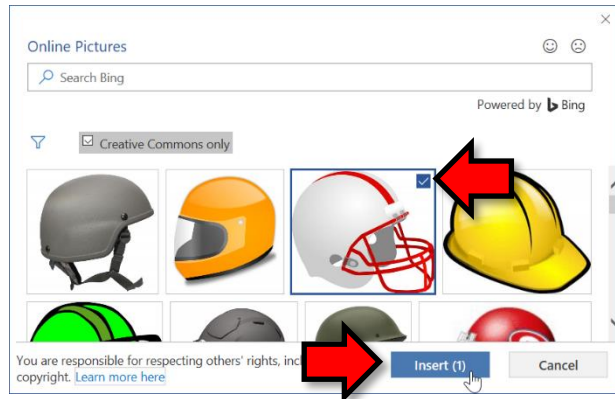 Online Pictures
Search Bing
Powered by Bing
Creative Commons only
You are responsible for respecting others' rights, incl
copyright. Learn more here
Insert (1)
Cancel